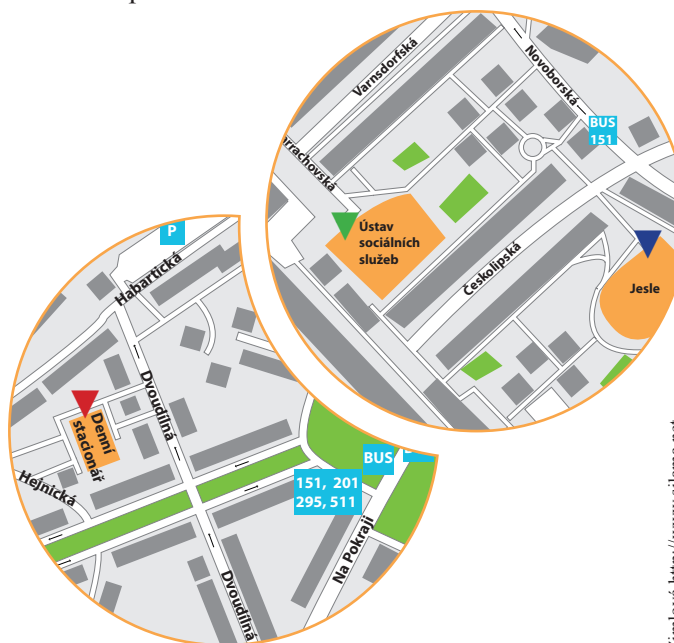 Varnsdorfská
Novoborská
BUS
151
arrachovská
Ústav
sociálních
služeb
Českolipská
Jesle
P
Habartická
Dvoudílná
Denní
stacionář
Hejnická
BUS
151, 201
295, 511
Na Pokraji
Dvoudílná